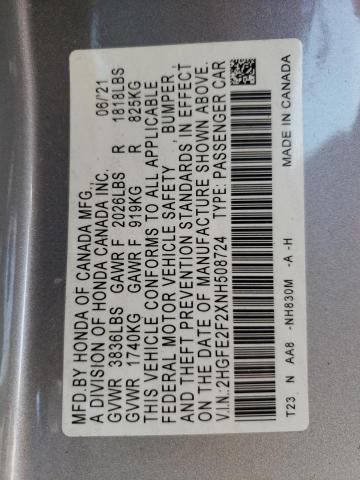 MFD.BY HONDA OF CANADA MFG., 06/'21
A DIVISION OF HONDA CANADA INC.
GVWR 3836LBS GAWR F 2026LBS R 1818LBS
GVWR 1740KG GAWR F 919KG R 825KG
THIS VEHICLE CONFORMS TO ALL APPLICABLE
FEDERAL MOTOR VEHICLE SAFETY , BUMPER ,
AND THEFT PREVENTION STANDARDS IN EFFECT
ON THE DATE OF MANUFACTURE SHOWN ABOVE.
V.I.N.:2HGFE2F2XNH508724 TYPE: PASSENGER CAR
T23 N AA8 -NH830M -A -H MADE IN CANADA